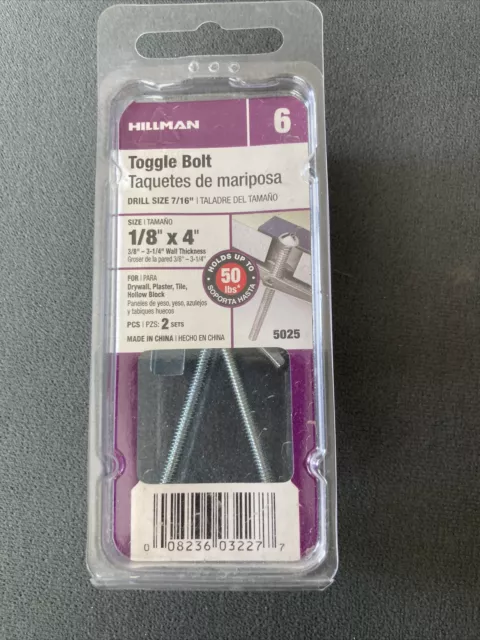 HILLMAN
6
Toggle Bolt
Taquetes de mariposa
DRILL SIZE 7/16" | TALADRE DEL TAMAÑO
SIZE | TAMAÑO
1/8" x 4"
3/8" – 3-1/4" Wall Thickness
Grosor de la pared 3/8" – 3-1/4"
HOLDS UP TO
50
lbs*
SOPORTA HASTA
FOR | PARA
Drywall, Plaster, Tile,
Hollow Block
Paneles de yeso, yeso, azulejos
y tabiques huecos
PCS | PZS: 2 SETS
5025
MADE IN CHINA | HECHO EN CHINA
0 08236 03227 7